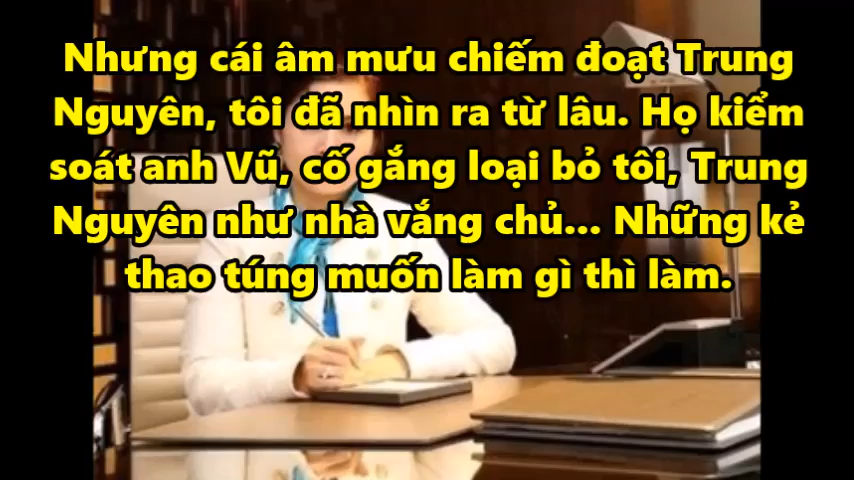 Nhưng cái âm mưu chiếm đoạt Trung
Nguyên, tôi đã nhìn ra từ lâu. Họ kiểm
soát anh Vũ, cố gắng loại bỏ tôi, Trung
Nguyên như nhà vắng chủ... Những kẻ
thao túng muốn làm gì thì làm.